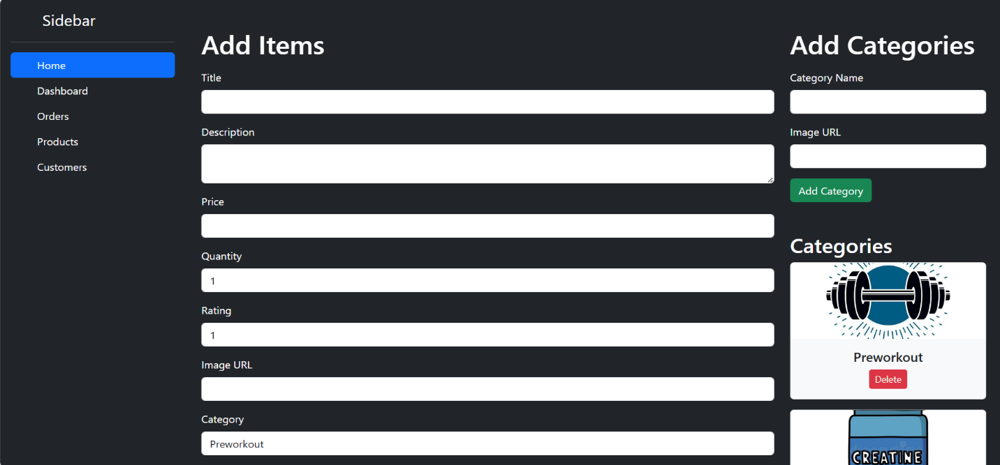 Sidebar
Home
Dashboard
Orders
Products
Customers
Add Items
Title
Description
Price
Quantity
1
Rating
1
Image URL
Category
Preworkout
Add Categories
Category Name
Image URL
Add Category
Categories
Preworkout
Delete
CREATINE